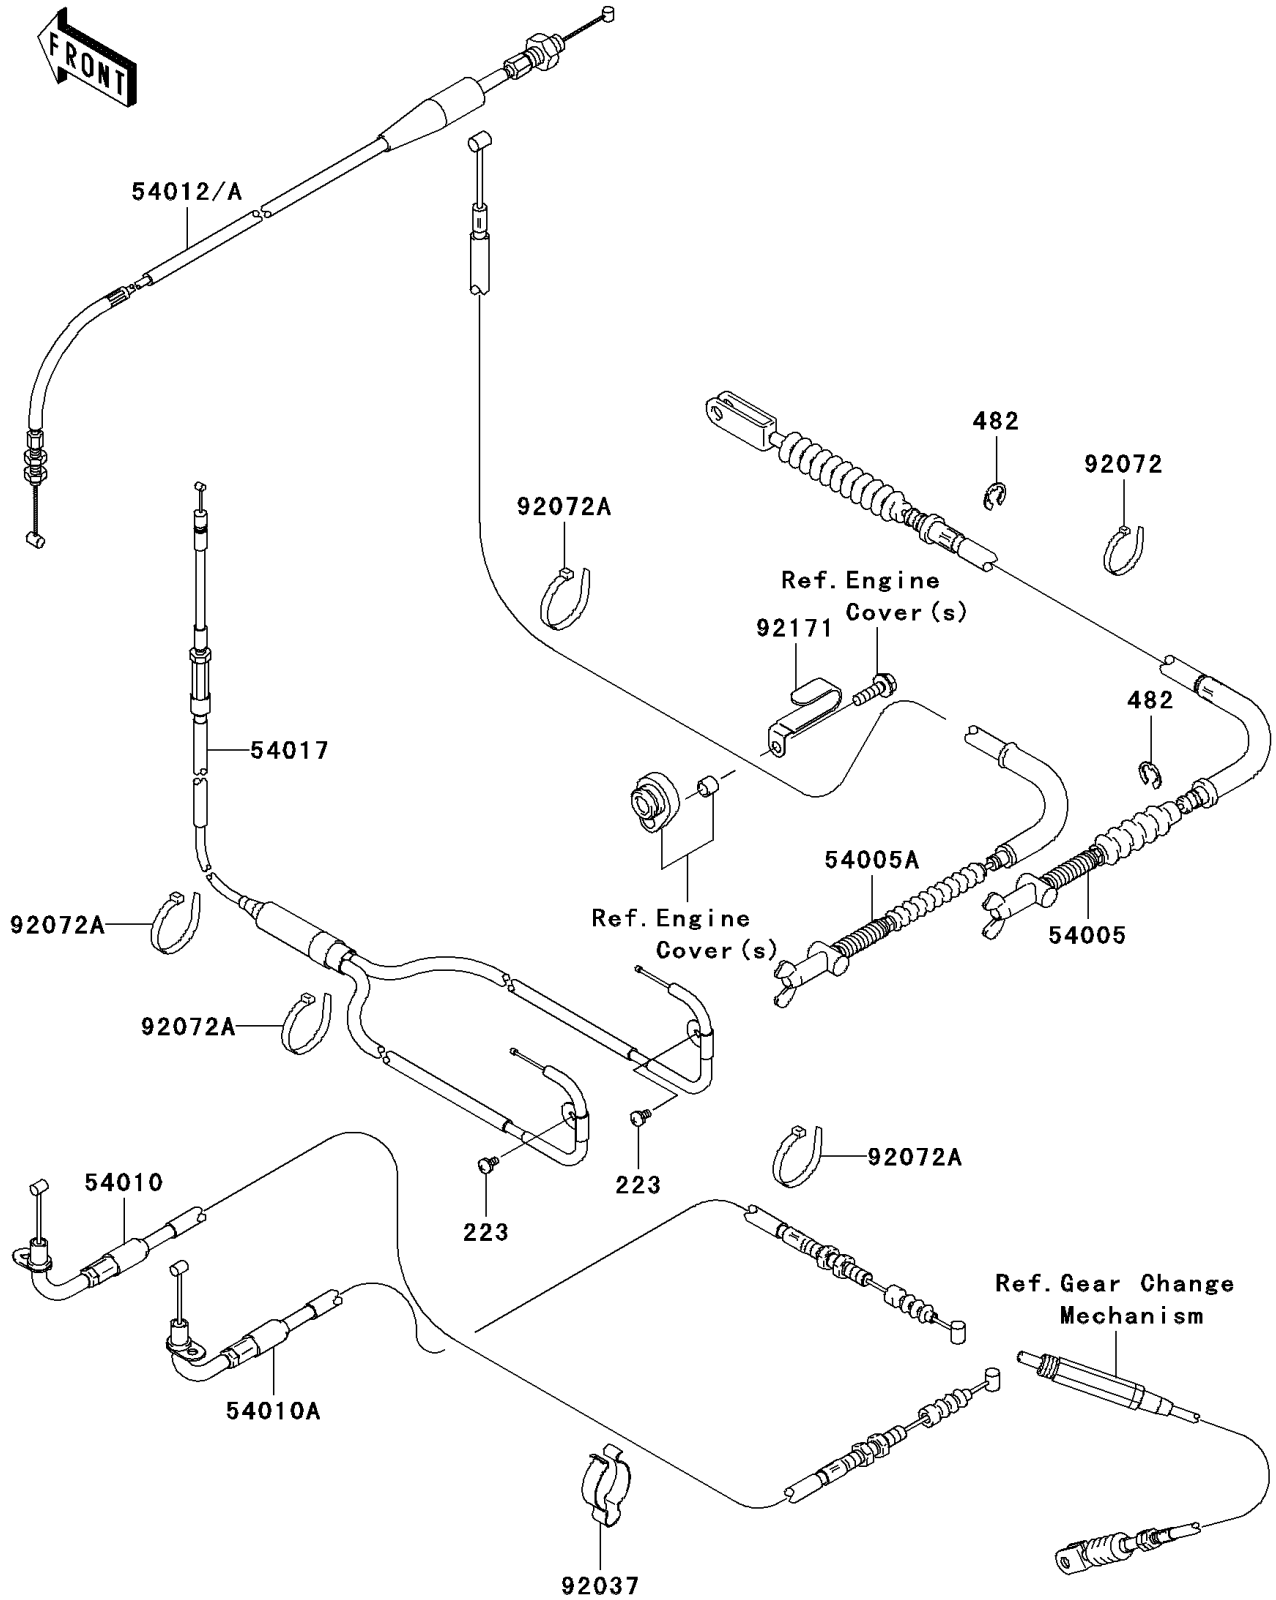 FRONT
54012/A
482
92072
92072A
Ref.Engine
Cover(s)
92171
482
54017
54005A
92072A
Ref.Engine
Cover(s)
54005
92072A
92072A
223
54010
223
Ref.Gear Change
Mechanism
54010A
92037